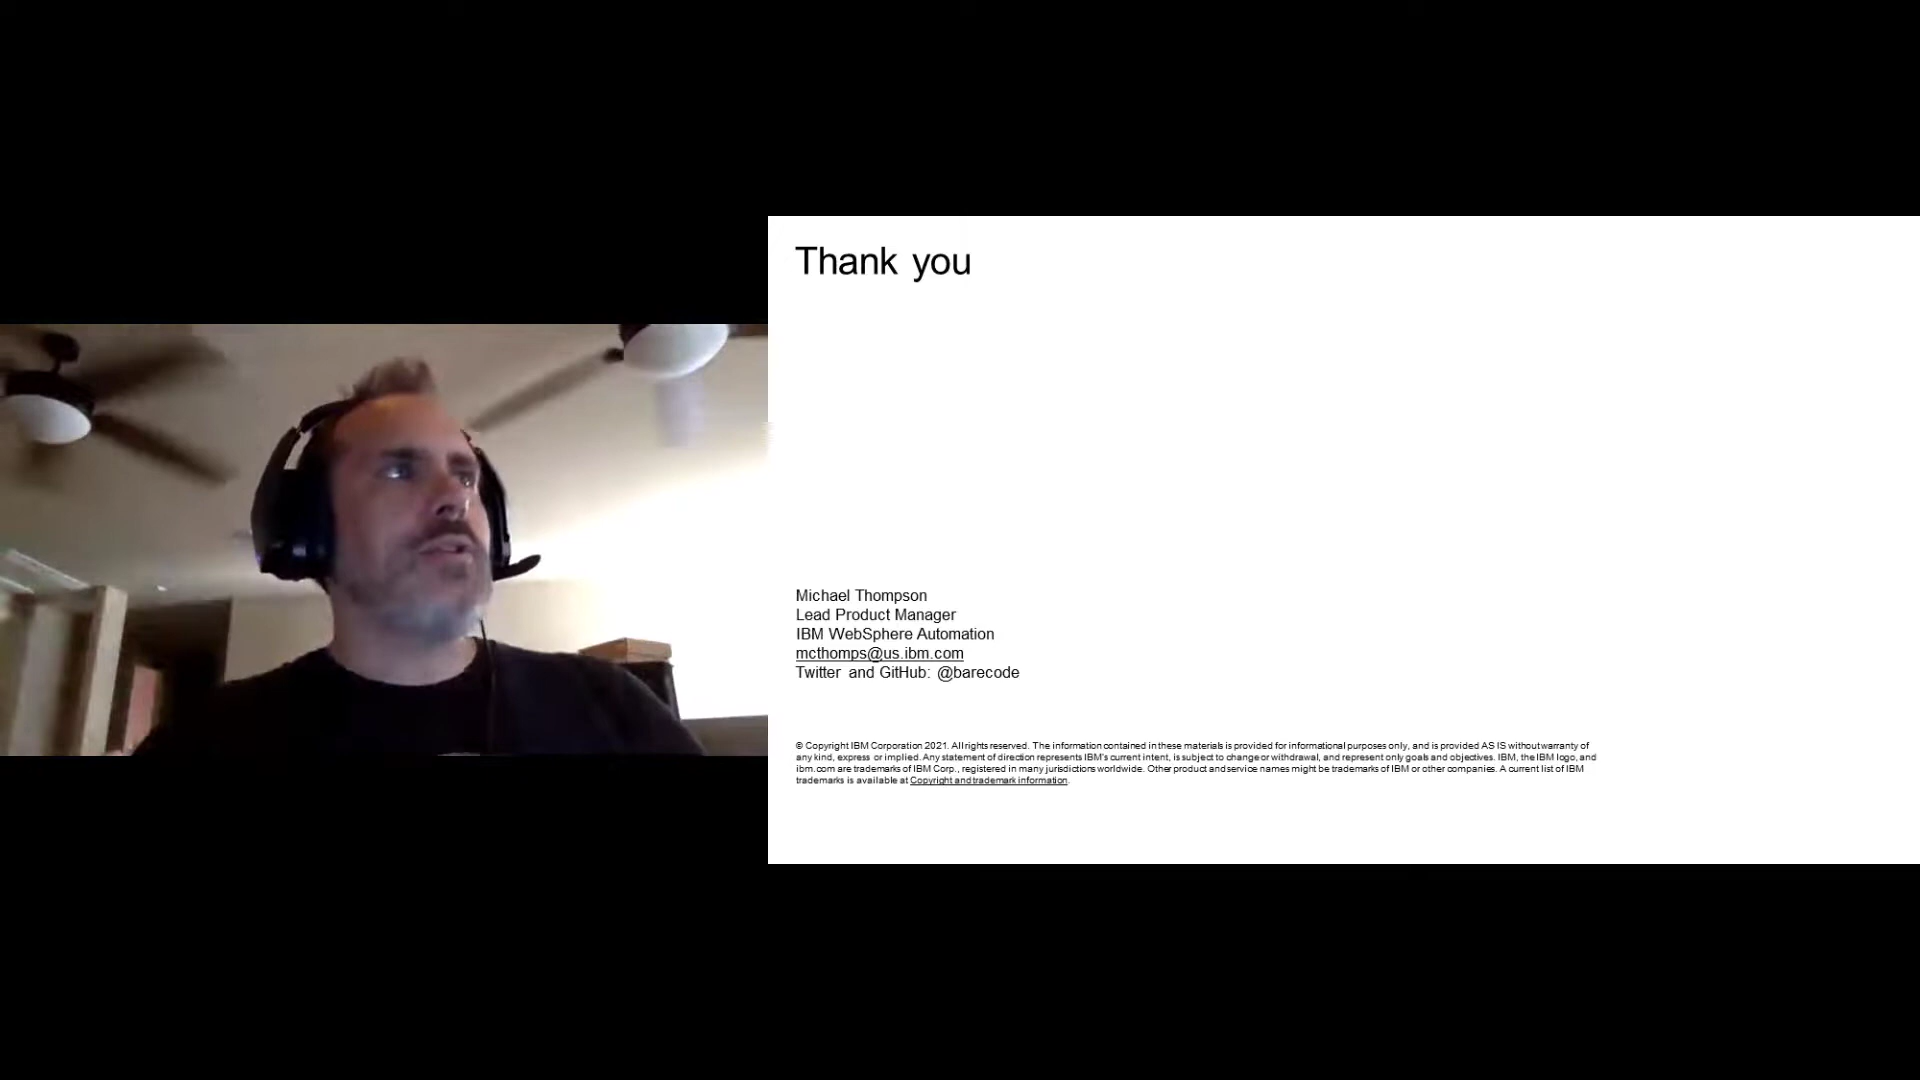 Thank you
Michael Thompson
Lead Product Manager
IBM WebSphere Automation
mcthomps@us.ibm.com
Twitter and GitHub: @barecode
© Copyright IBM Corporation 2021. All rights reserved. The information contained in these materials is provided for informational purposes only, and is provided AS IS without warranty of
any kind, express or implied. Any statement of direction represents IBM's current intent, is subject to change or withdrawal, and represent only goals and objectives. IBM, the IBM logo, and
ibm.com are trademarks of IBM Corp., registered in many jurisdictions worldwide. Other product and service names might be trademarks of IBM or other companies. A current list of IBM
trademarks is available at Copyright and trademark information.